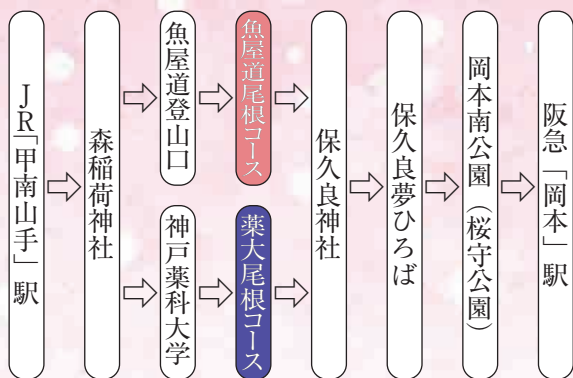 JR「甲南山手」駅
森稲荷神社
魚屋道登山口
魚屋道尾根コース
神戸薬科大学
薬大尾根コース
保久良神社
保久良夢ひろば
岡本南公園（桜守公園）
阪急「岡本」駅